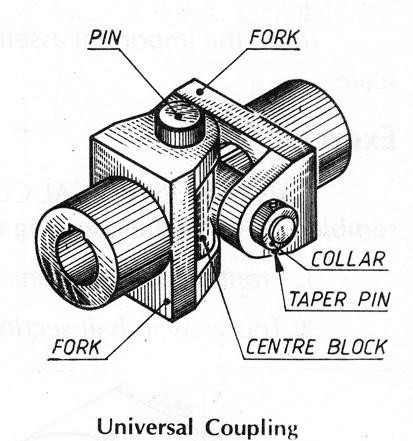 PIN
FORK
COLLAR
TAPER PIN
FORK
CENTRE BLOCK
Universal Coupling